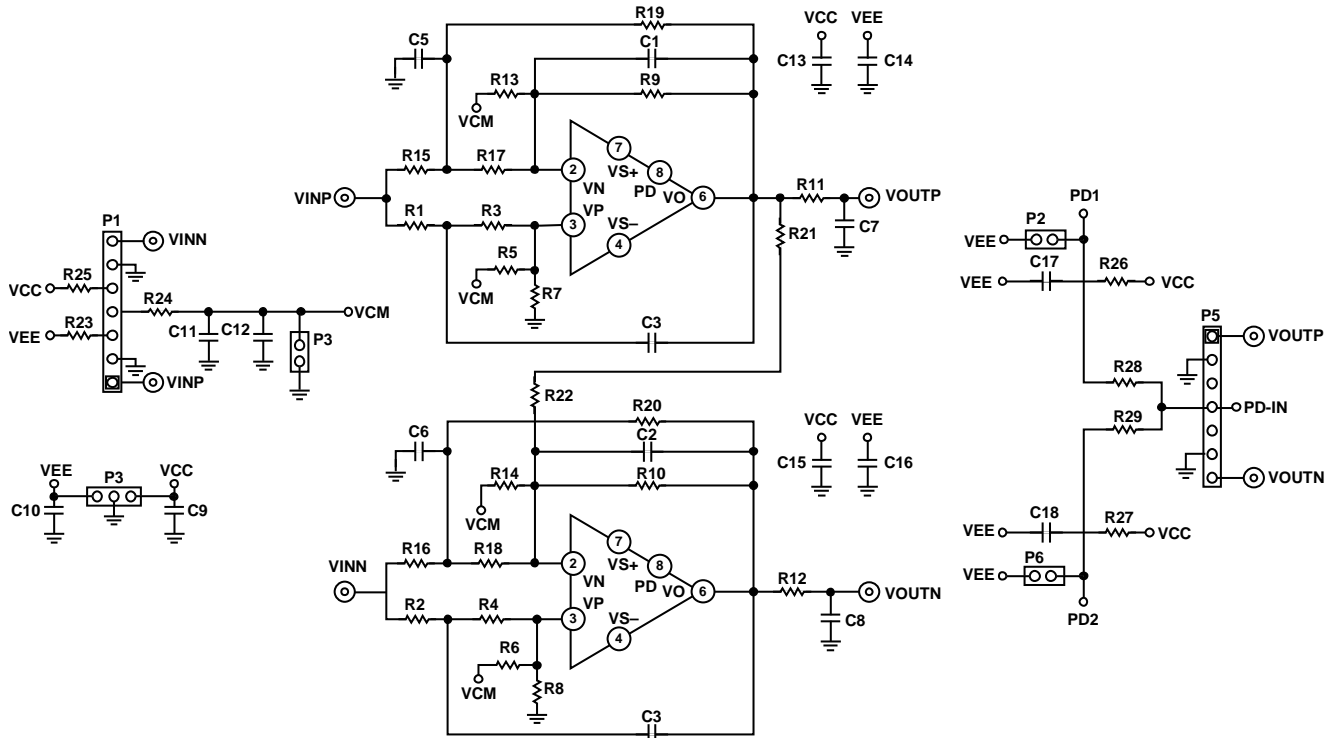 R19
C5
C1
VCC VEE
C13 C14
R13
R9
VCM
R15 R17
7
2 VS+ 8
VN PD VO 6
VINP
R1 R3
3 VP
VS− 4
R11
VOUTP
C7
R21
R5
VCM
R7
C3
P1
VINN
R25
VCC
R24
VCM
R23
VEE
C11 C12
P3
VINP
PD1
P2
VEE
C17 R26
VEE VCC
P5
VOUTP
R28
PD-IN
R29
VOUTN
C18 R27
VEE VCC
P6
VEE
PD2
R22
R20
C6
C2
VCC VEE
C15 C16
R14 R10
VCM
VEE P3 VCC
C10 C9
R16 R18
7
2 VS+ 8
VN PD VO 6
VINN
R2 R4
3 VP
VS− 4
R12
VOUTN
C8
R6
VCM
R8
C3